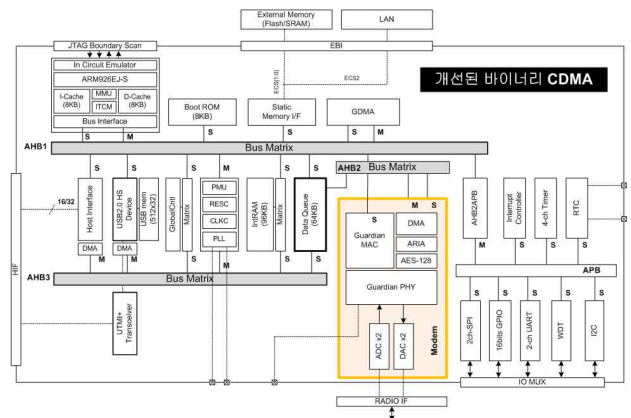 External Memory
(Flash/SRAM)
LAN
JTAG Boundary Scan
EBI
In Circuit Emulator
ARM926EJ-S
I-Cache
(8KB)
MMU
ITCM
D-Cache
(8KB)
Bus Interface
ECS[1:0]
ECS2
개선된 바이너리 CDMA
Boot ROM
(8KB)
Static
Memory I/F
GDMA
S
M
S
S
S
M
AHB1
Bus Matrix
AHB2
Bus Matrix
S
S
M
S
S
M
S
16/32
Host Interface
DMA
USB2.0 HS
Device
DMA
USB mem
(512x32)
GlobalCntl
Matrix
PMU
RESC
CLKC
PLL
IntRAM
(96KB)
Matrix
Data Queue
(64KB)
S
Guardian
MAC
DMA
ARIA
AES-128
Guardian PHY
AHB2APB
Interrupt
Controller
4-ch Timer
RTC
M
S
S
S
APB
M
M
S
M
S
S
AHB3
Bus Matrix
HIF
UTMI+
Transceiver
ADC x2
DAC x2
Modem
S
S
S
S
S
2ch-SPI
16bits GPIO
2-ch UART
WDT
I2C
IO MUX
RADIO IF